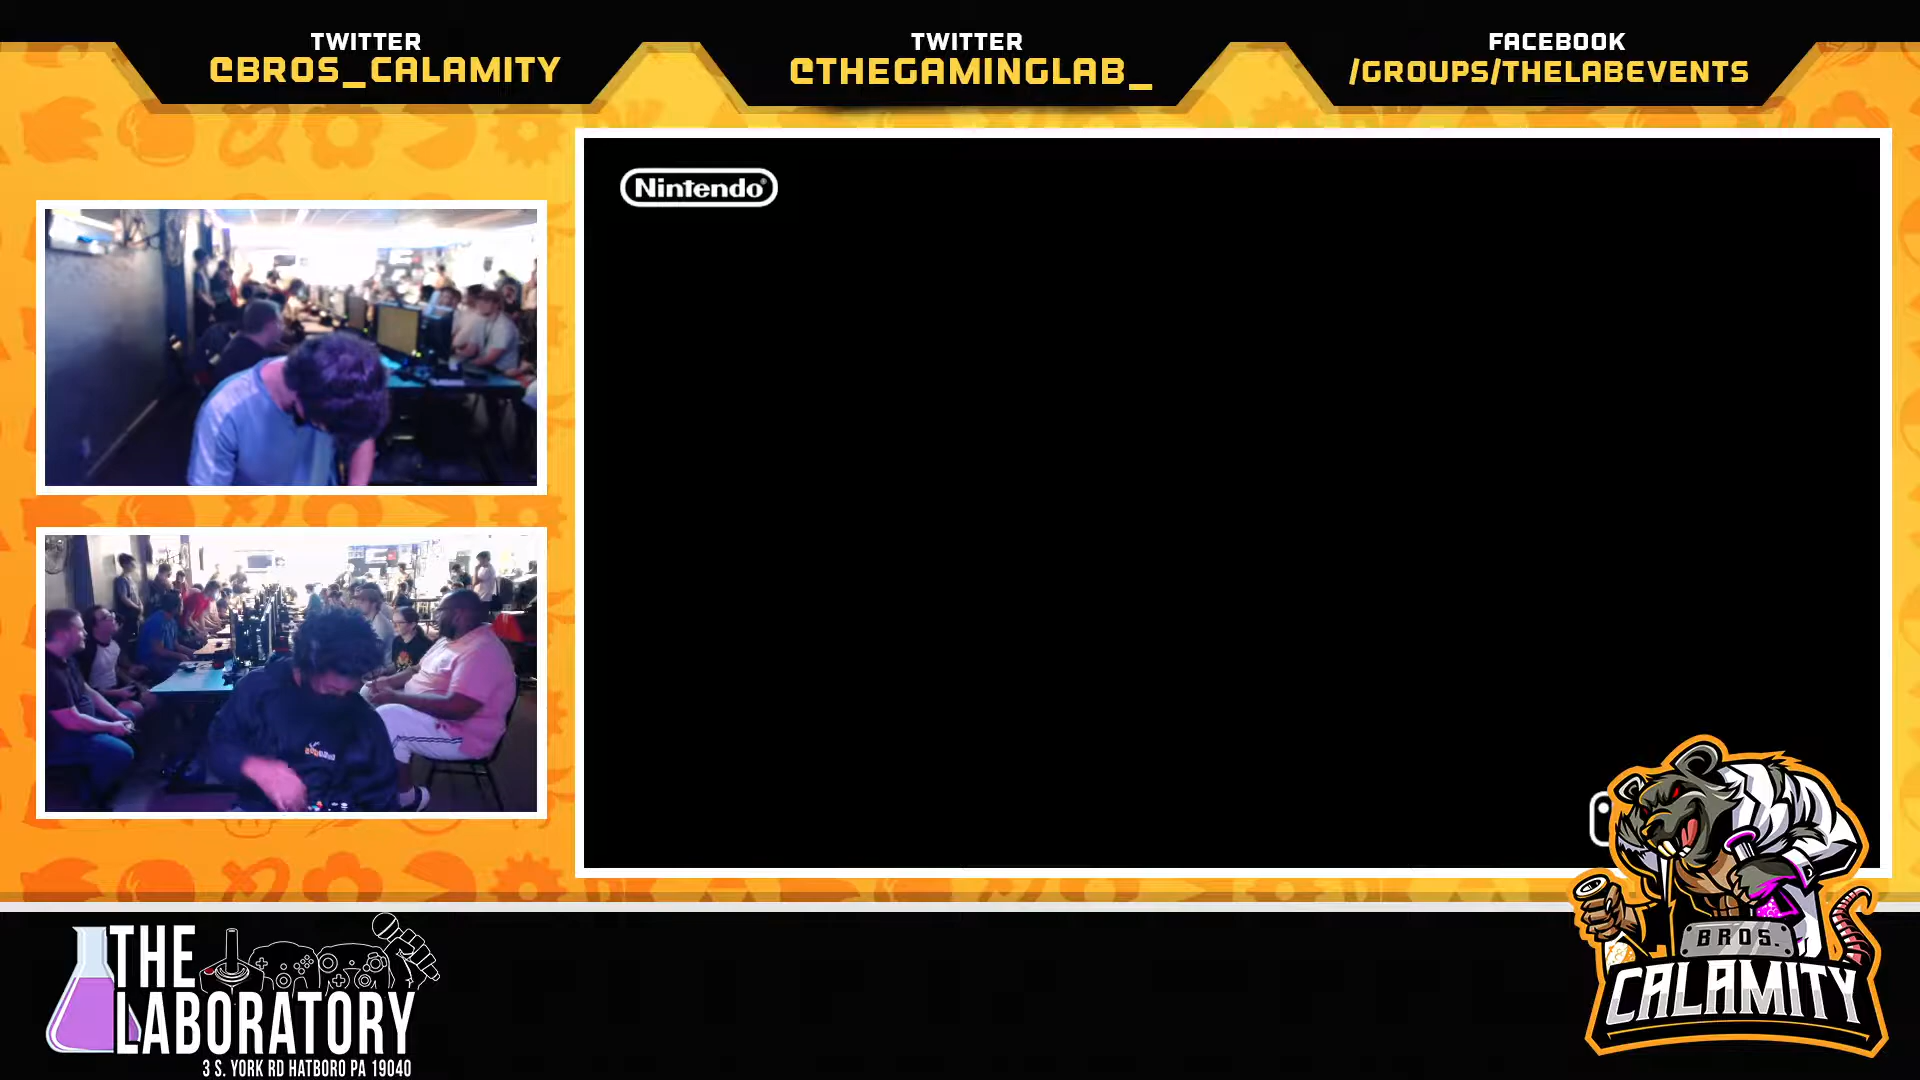 TWITTER
@BROS_CALAMITY
TWITTER
@THEGAMINGLAB_
FACEBOOK
/GROUPS/THELABEVENTS
Nintendo®
THE
LABORATORY
3 S. YORK RD HATBORO PA 19040
BROS.
CALAMITY